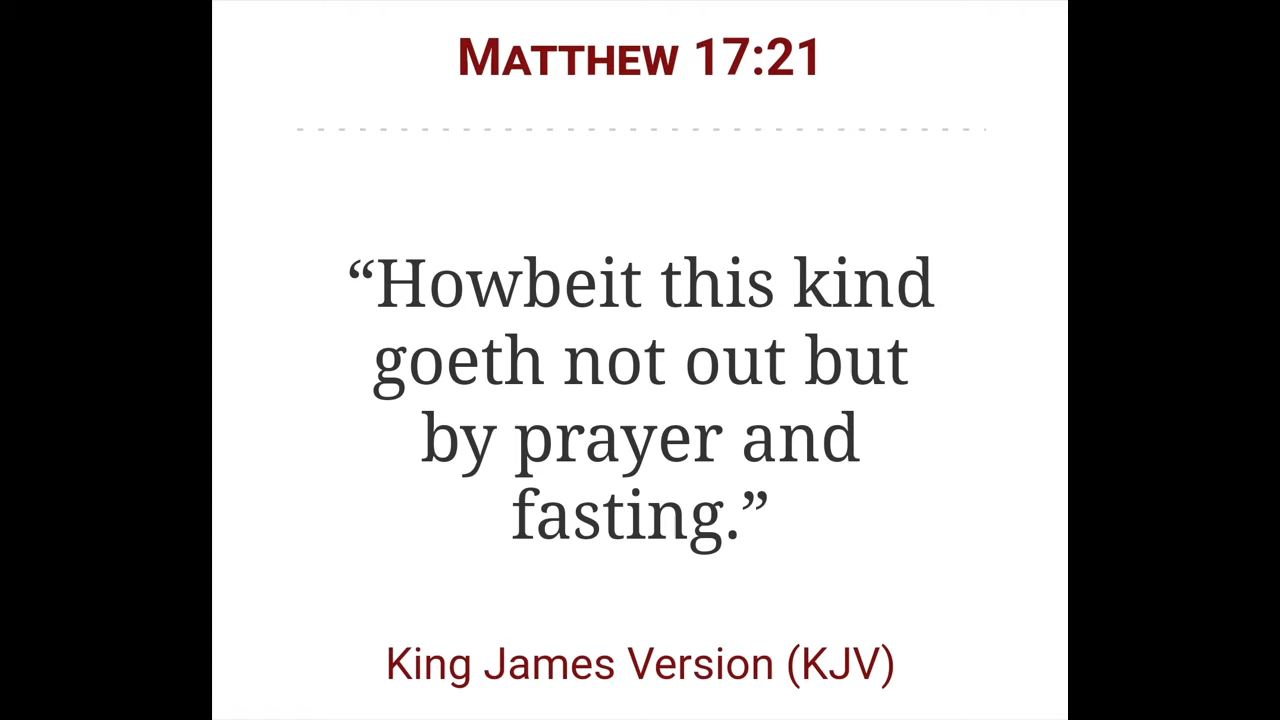 MATTHEW 17:21
“Howbeit this kind
goeth not out but
by prayer and
fasting.”
King James Version (KJV)